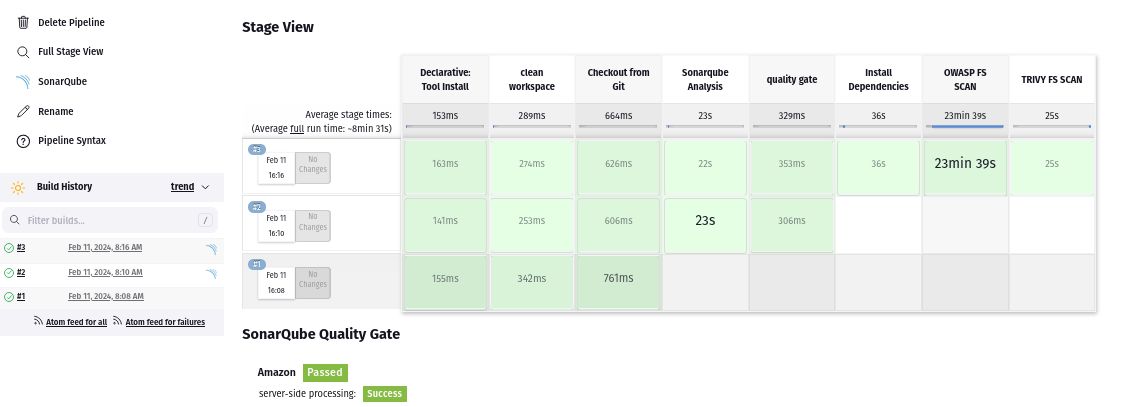 Delete Pipeline
Full Stage View
SonarQube
Rename
Pipeline Syntax
Build History
trend
Filter builds...
/
#3
Feb 11, 2024, 8:16 AM
#2
Feb 11, 2024, 8:10 AM
#1
Feb 11, 2024, 8:08 AM
Atom feed for all
Atom feed for failures
Stage View
Declarative: Tool Install
clean workspace
Checkout from Git
Sonarqube Analysis
quality gate
Install Dependencies
OWASP FS SCAN
TRIVY FS SCAN
Average stage times:
(Average full run time: ~8min 31s)
153ms
289ms
664ms
23s
329ms
36s
23min 39s
25s
#3
Feb 11
16:16
No Changes
163ms
274ms
626ms
22s
353ms
36s
23min 39s
25s
#2
Feb 11
16:10
No Changes
141ms
253ms
606ms
23s
306ms
#1
Feb 11
16:08
No Changes
155ms
342ms
761ms
SonarQube Quality Gate
Amazon Passed
server-side processing: Success